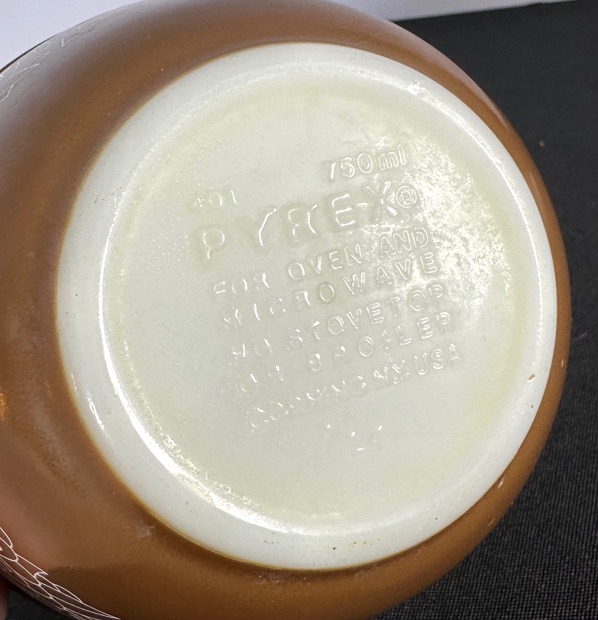 401 750ml
PYREX®
FOR OVEN AND
MICROWAVE
NO STOVETOP
OR BROILER
CORNING NY USA